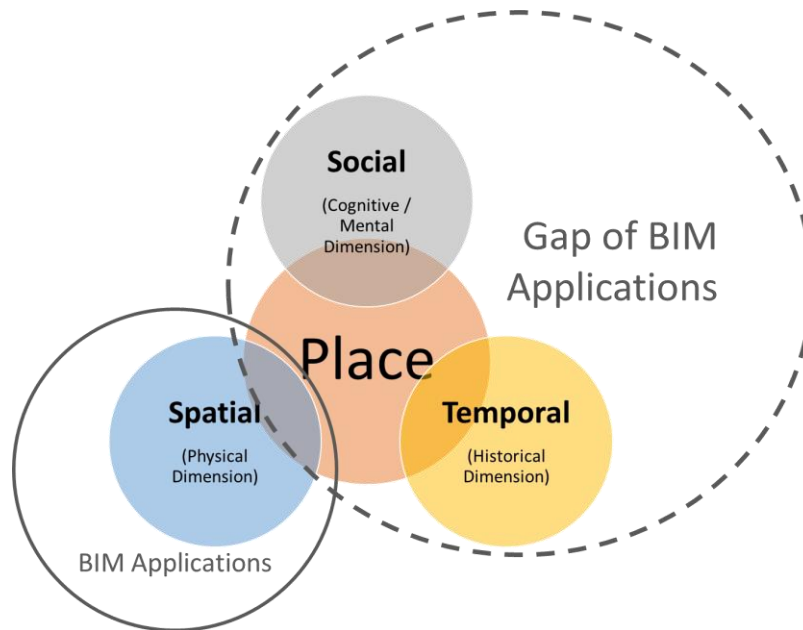 Social
(Cognitive /
Mental
Dimension)
Gap of BIM
Applications
Place
Spatial
(Physical
Dimension)
Temporal
(Historical
Dimension)
BIM Applications